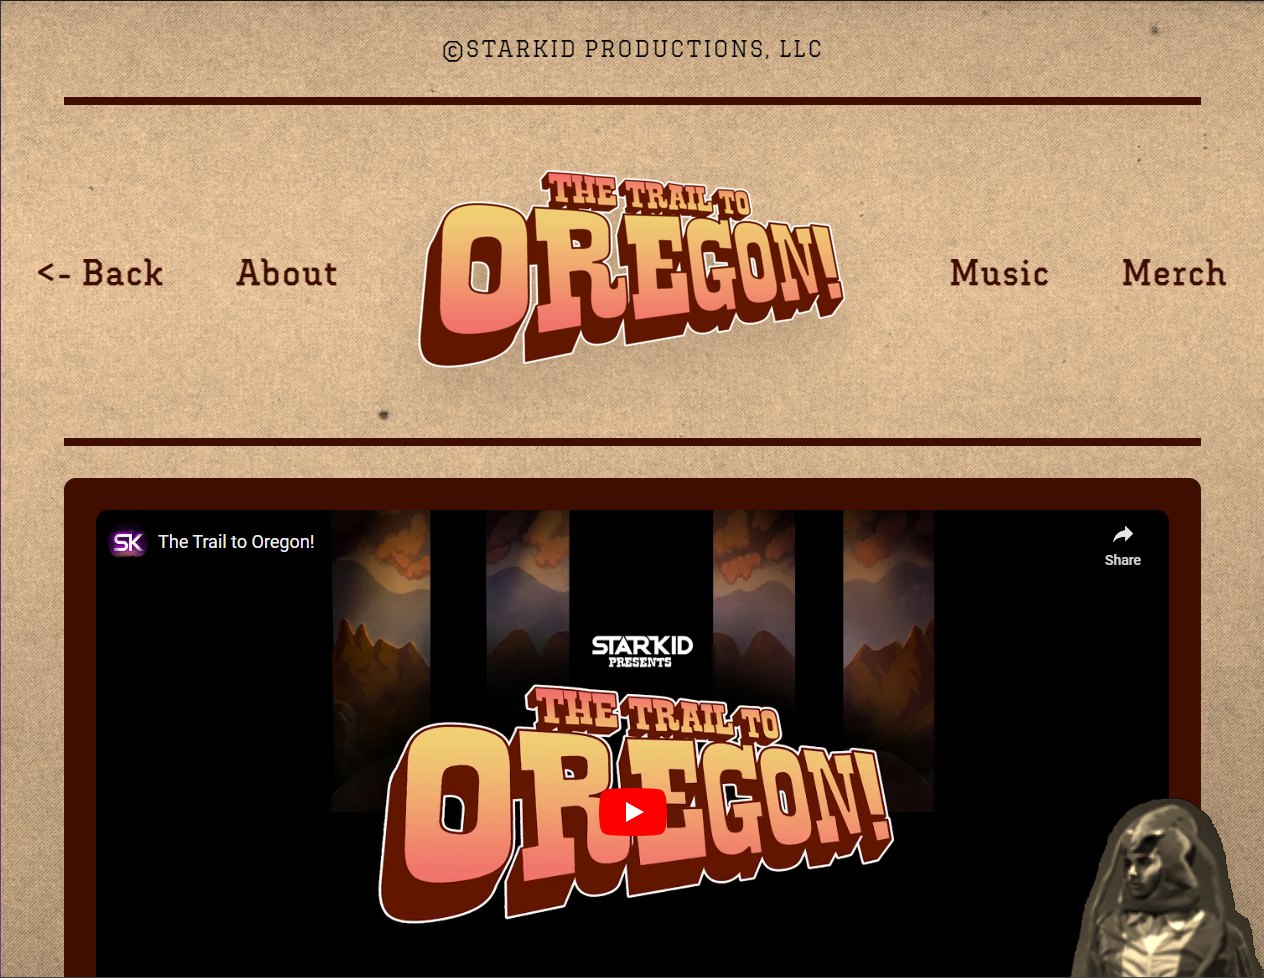 ©STARKID PRODUCTIONS, LLC
<- Back
About
THE TRAIL TO
OREGON!
Music
Merch
SK
The Trail to Oregon!
Share
STARKID
PRESENTS
THE TRAIL TO
OREGON!